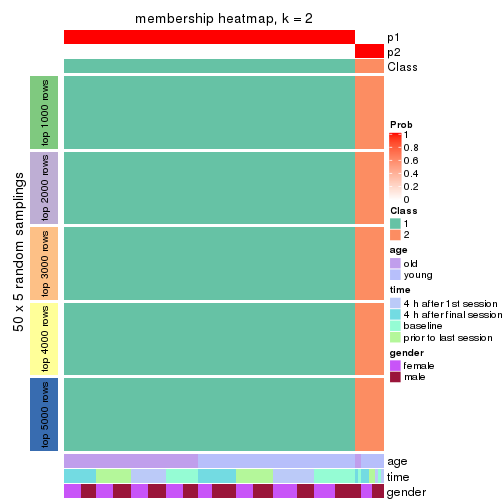 membership heatmap, k = 2
p1
p2
Class
50 x 5 random samplings
top 1000 rows
top 2000 rows
top 3000 rows
top 4000 rows
top 5000 rows
age
time
gender
Prob
1
0.8
0.6
0.4
0.2
0
Class
1
2
age
old
young
time
4 h after 1st session
4 h after final session
baseline
prior to last session
gender
female
male